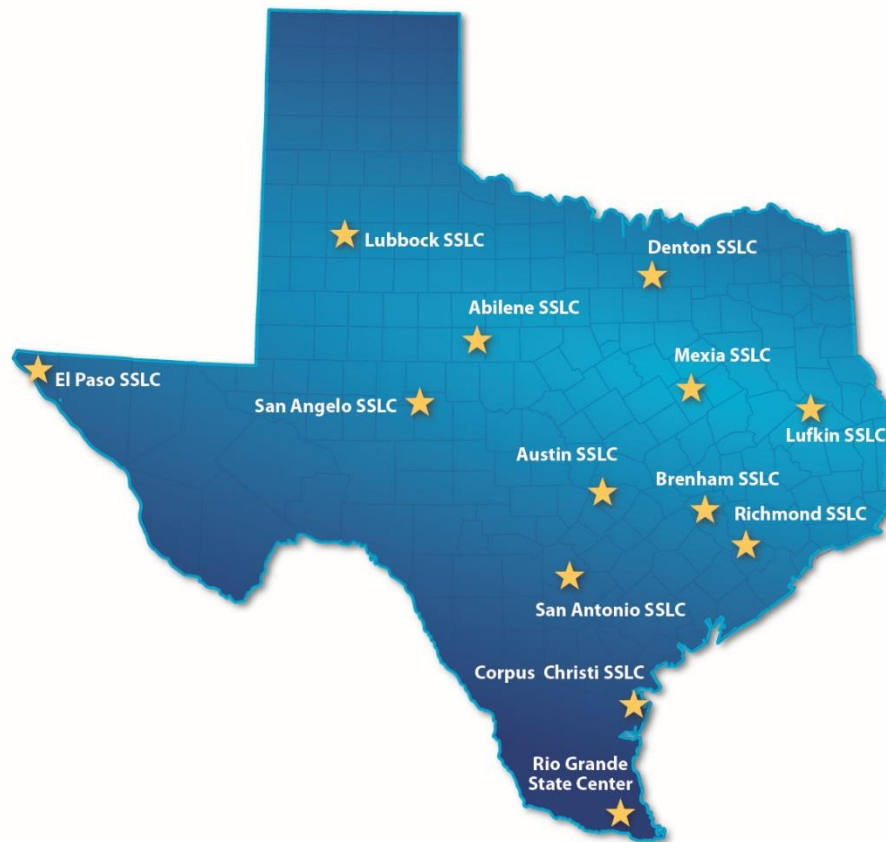 Lubbock SSLC
Denton SSLC
Abilene SSLC
Mexia SSLC
El Paso SSLC
San Angelo SSLC
Lufkin SSLC
Austin SSLC
Brenham SSLC
Richmond SSLC
San Antonio SSLC
Corpus Christi SSLC
Rio Grande
State Center